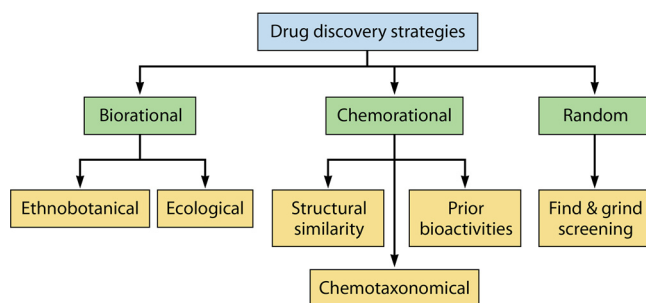 Drug discovery strategies
Biorational
Chemorational
Random
Ethnobotanical
Ecological
Structural
similarity
Prior
bioactivities
Find & grind
screening
Chemotaxonomical